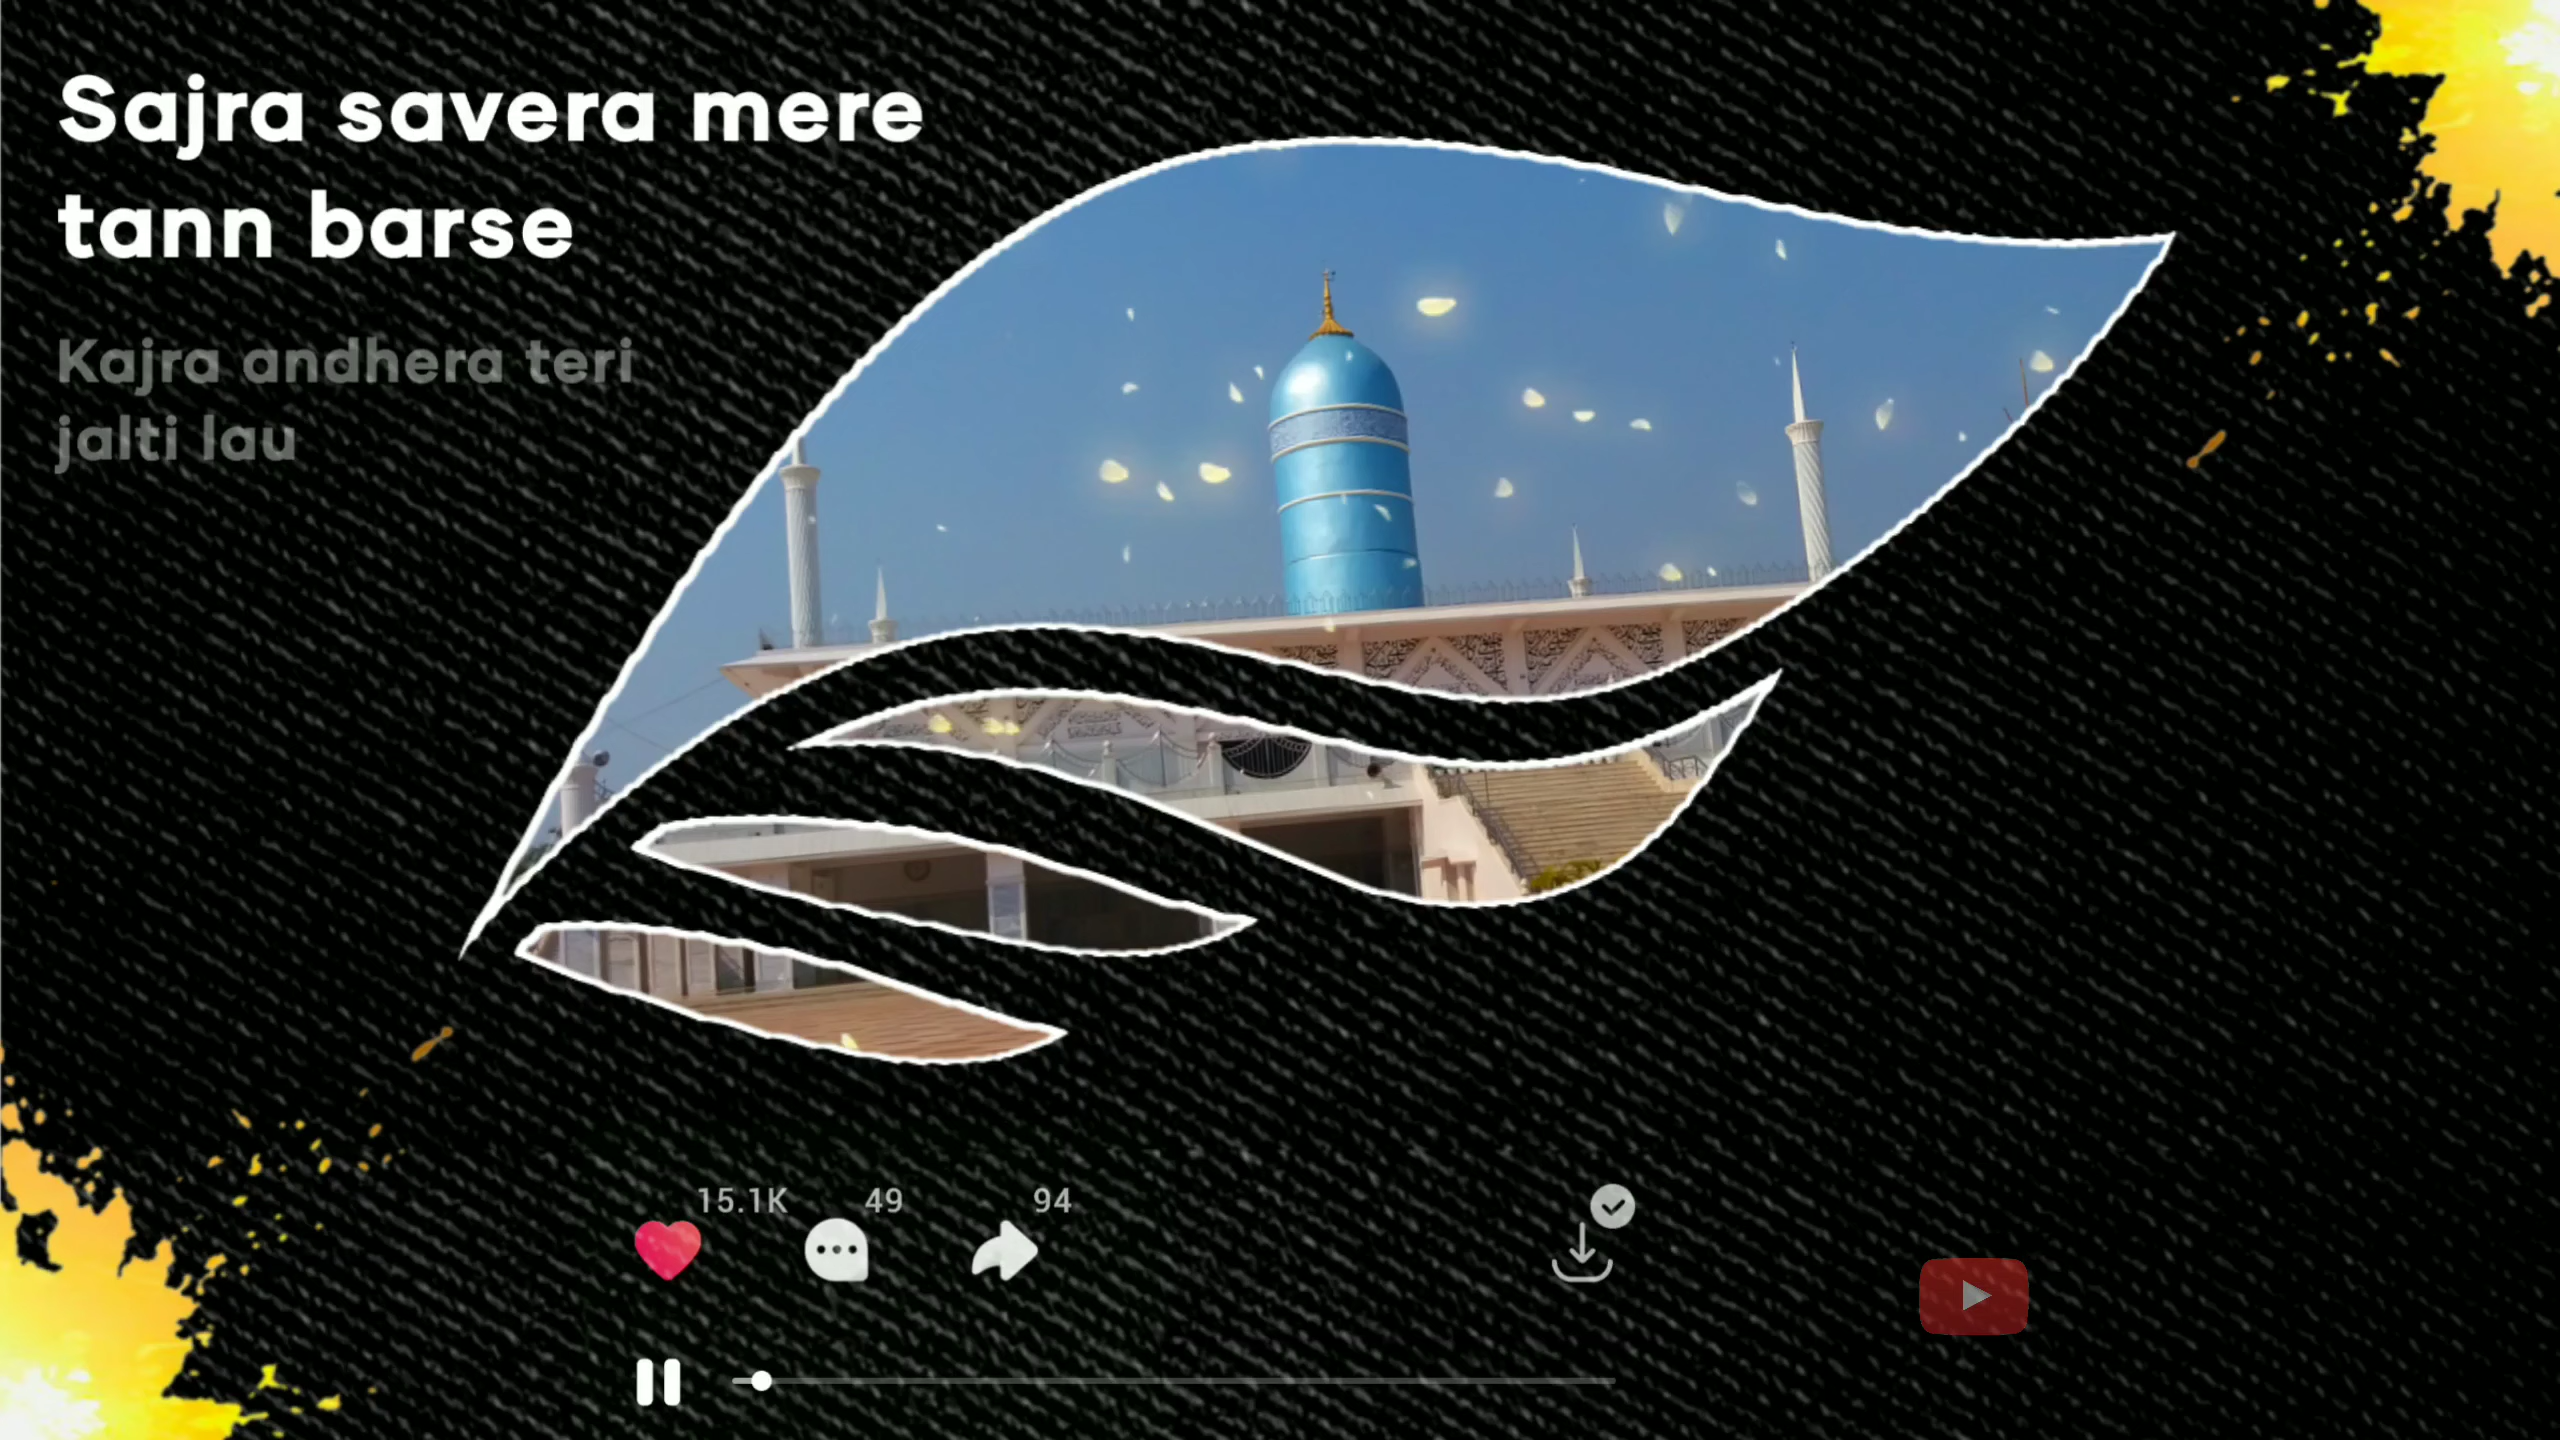 Sajra savera mere
tann barse
Kajra andhera teri
jalti lau
15.1K 49 94